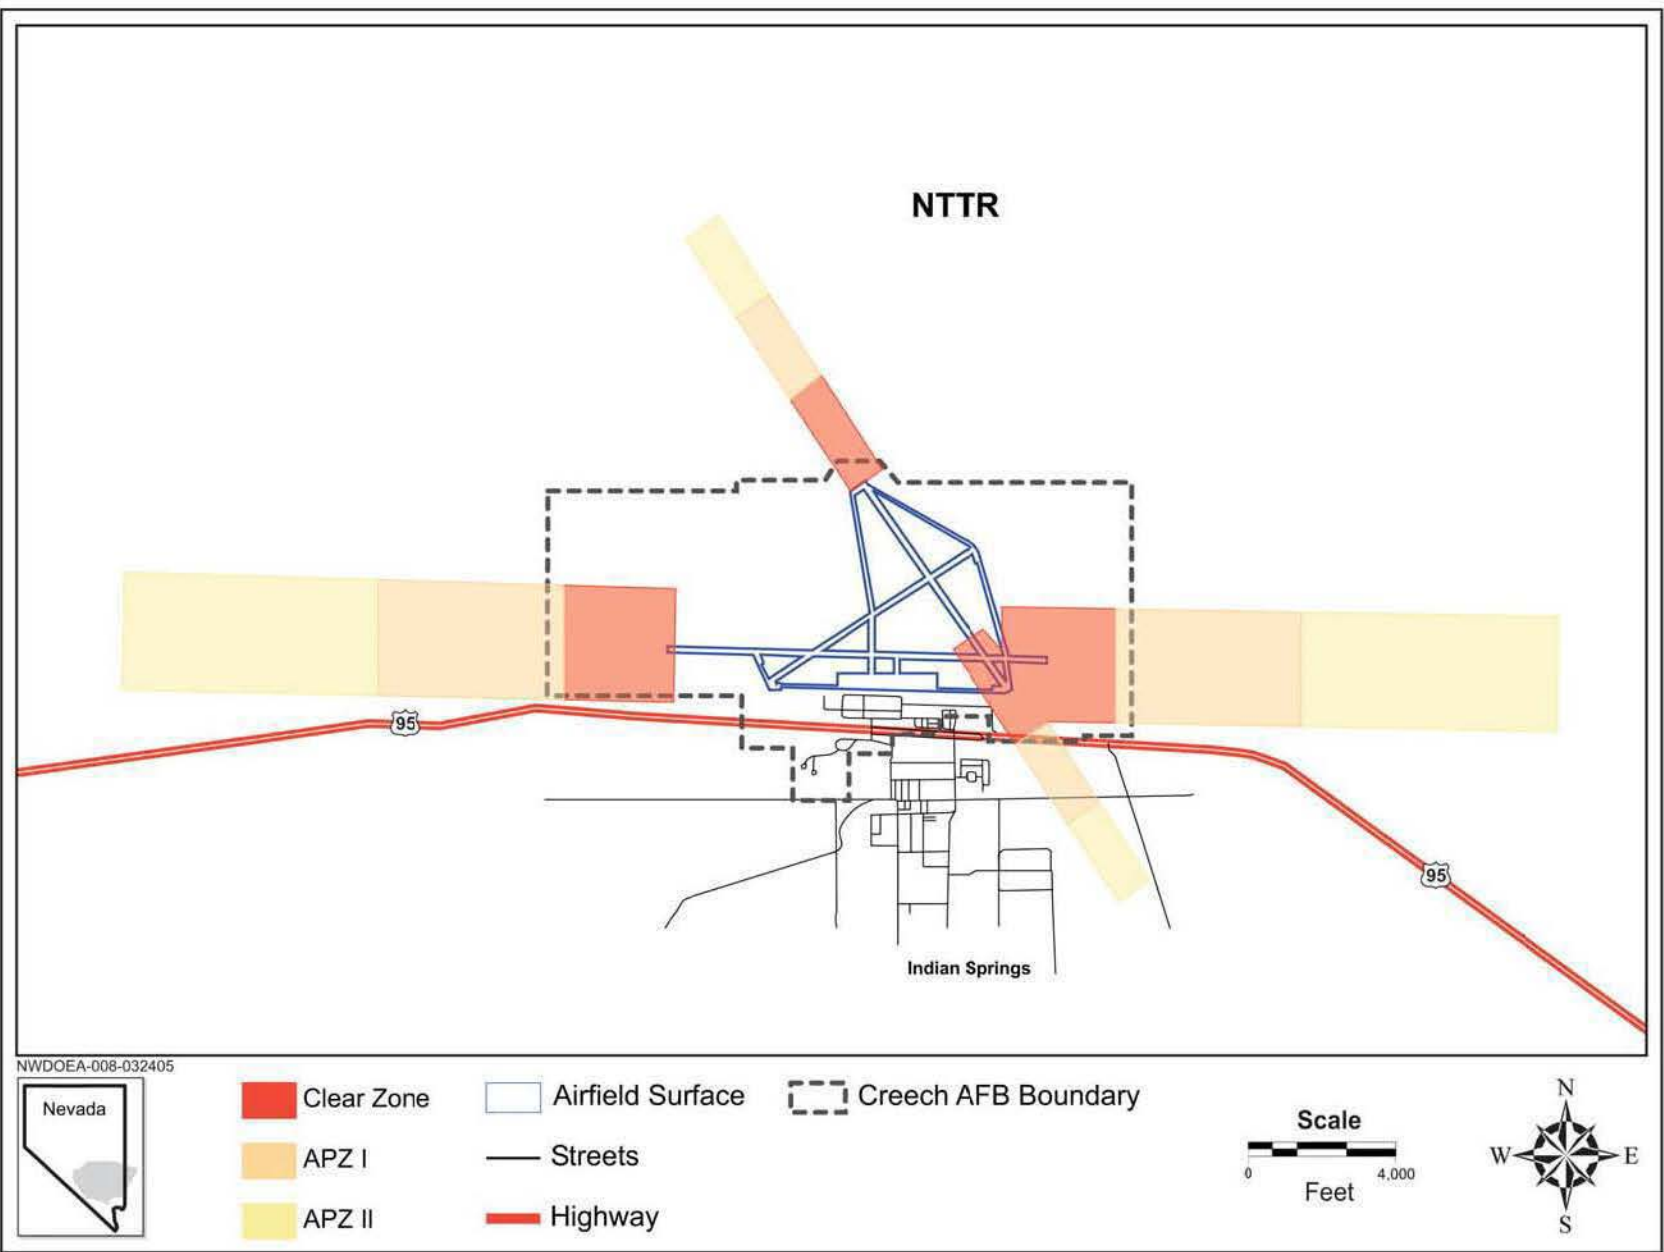 NTTR
95
95
Indian Springs
NWDOEA-008-032405
Nevada
Clear Zone
APZ I
APZ II
Airfield Surface
Streets
Highway
Creech AFB Boundary
Scale
0 4,000
Feet
N
W E
S